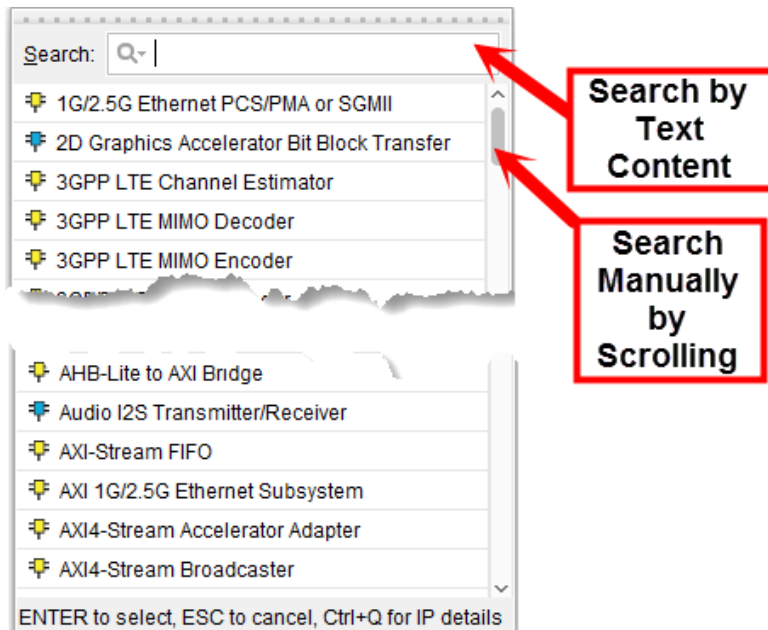 Search:
1G/2.5G Ethernet PCS/PMA or SGMII
2D Graphics Accelerator Bit Block Transfer
3GPP LTE Channel Estimator
3GPP LTE MIMO Decoder
3GPP LTE MIMO Encoder
AHB-Lite to AXI Bridge
Audio I2S Transmitter/Receiver
AXI-Stream FIFO
AXI 1G/2.5G Ethernet Subsystem
AXI4-Stream Accelerator Adapter
AXI4-Stream Broadcaster
ENTER to select, ESC to cancel, Ctrl+Q for IP details
Search by
Text
Content
Search
Manually
by
Scrolling